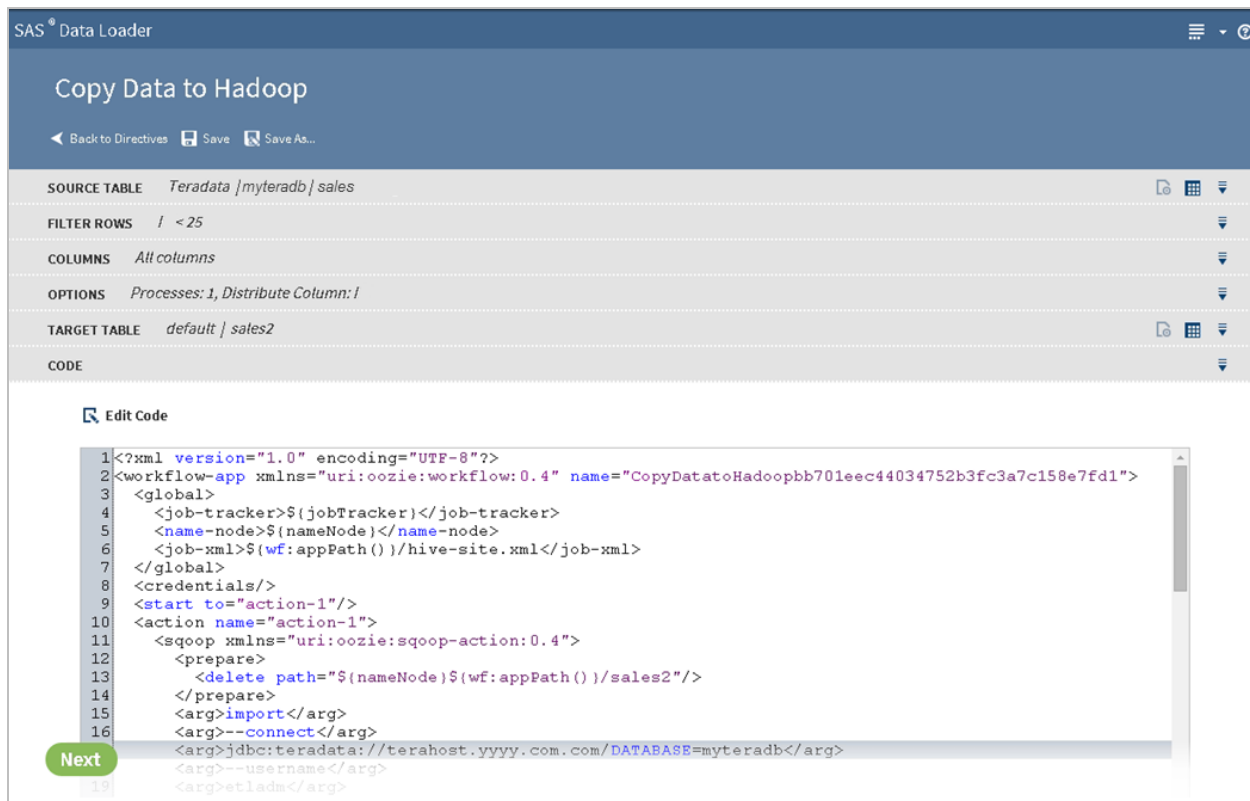 SAS® Data Loader
Copy Data to Hadoop
Back to Directives Save Save As...
SOURCE TABLE Teradata | myteradb | sales
FILTER ROWS I < 25
COLUMNS All columns
OPTIONS Processes: 1, Distribute Column: I
TARGET TABLE default | sales2
CODE
Edit Code
1 <?xml version="1.0" encoding="UTF-8"?>
2 <workflow-app xmlns="uri:oozie:workflow:0.4" name="CopyDatatoHadoopbb701eec44034752b3fc3a7c158e7fd1">
3 <global>
4 <job-tracker>${jobTracker}</job-tracker>
5 <name-node>${nameNode}</name-node>
6 <job-xml>${wf:appPath()}/hive-site.xml</job-xml>
7 </global>
8 <credentials/>
9 <start to="action-1"/>
10 <action name="action-1">
11 <sqoop xmlns="uri:oozie:sqoop-action:0.4">
12 <prepare>
13 <delete path="${nameNode}${wf:appPath()}/sales2"/>
14 </prepare>
15 <arg>import</arg>
16 <arg>--connect</arg>
<arg>jdbc:teradata://terahost.yyyy.com.com/DATABASE=myteradb</arg>
Next
<arg>--username</arg>
19 <arg>etladm</arg>